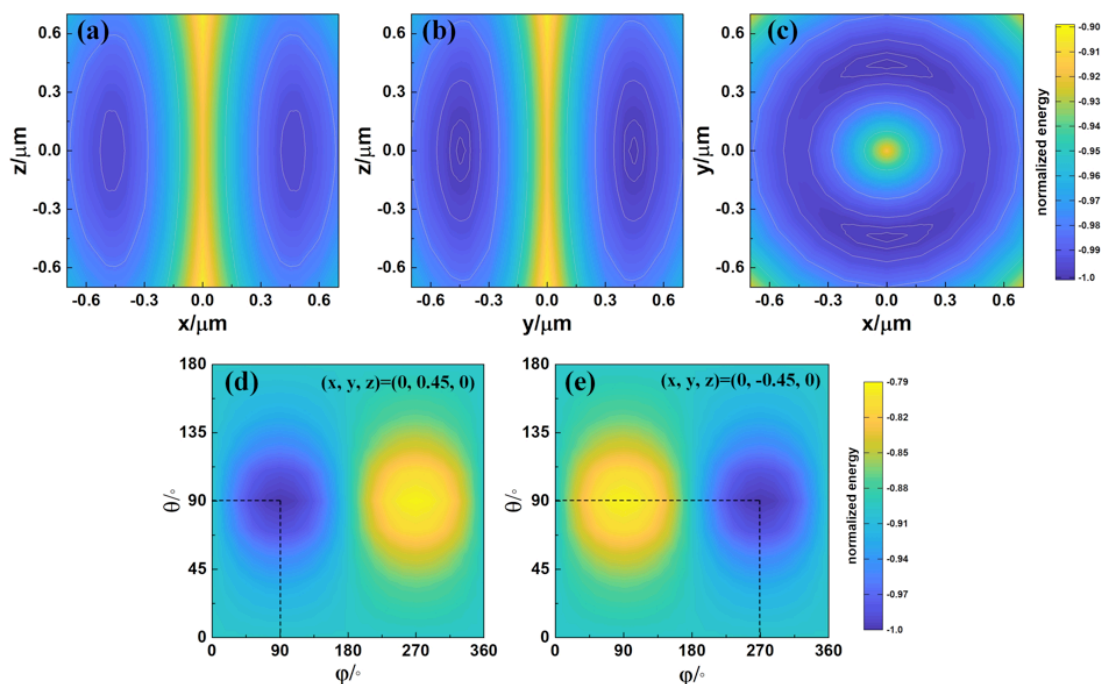 (a)
0.6
0.3
0.0
-0.3
-0.6
z/μm
-0.6 -0.3 0.0 0.3 0.6
x/μm
(b)
0.6
0.3
0.0
-0.3
-0.6
z/μm
-0.6 -0.3 0.0 0.3 0.6
y/μm
(c)
0.6
0.3
0.0
-0.3
-0.6
y/μm
-0.6 -0.3 0.0 0.3 0.6
x/μm
normalized energy
-0.90
-0.91
-0.92
-0.93
-0.94
-0.95
-0.96
-0.97
-0.98
-0.99
-1.0
(d) (x, y, z)=(0, 0.45, 0)
180
135
90
45
0
θ/°
0 90 180 270 360
φ/°
(e) (x, y, z)=(0, -0.45, 0)
180
135
90
45
0
θ/°
0 90 180 270 360
φ/°
normalized energy
-0.79
-0.82
-0.85
-0.88
-0.91
-0.94
-0.97
-1.0